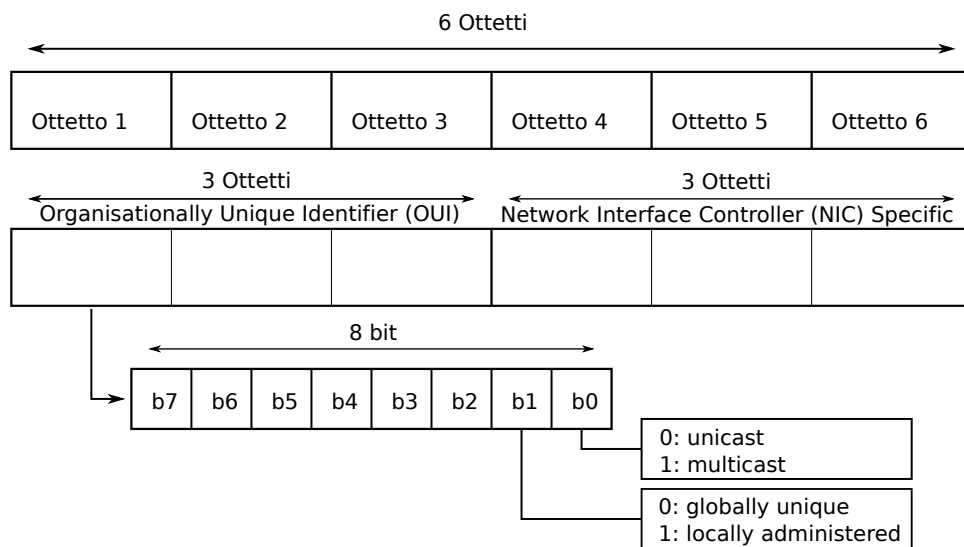 6 Ottetti
Ottetto 1 Ottetto 2 Ottetto 3 Ottetto 4 Ottetto 5 Ottetto 6
3 Ottetti 3 Ottetti
Organisationally Unique Identifier (OUI) Network Interface Controller (NIC) Specific
8 bit
b7 b6 b5 b4 b3 b2 b1 b0
0: unicast
1: multicast
0: globally unique
1: locally administered